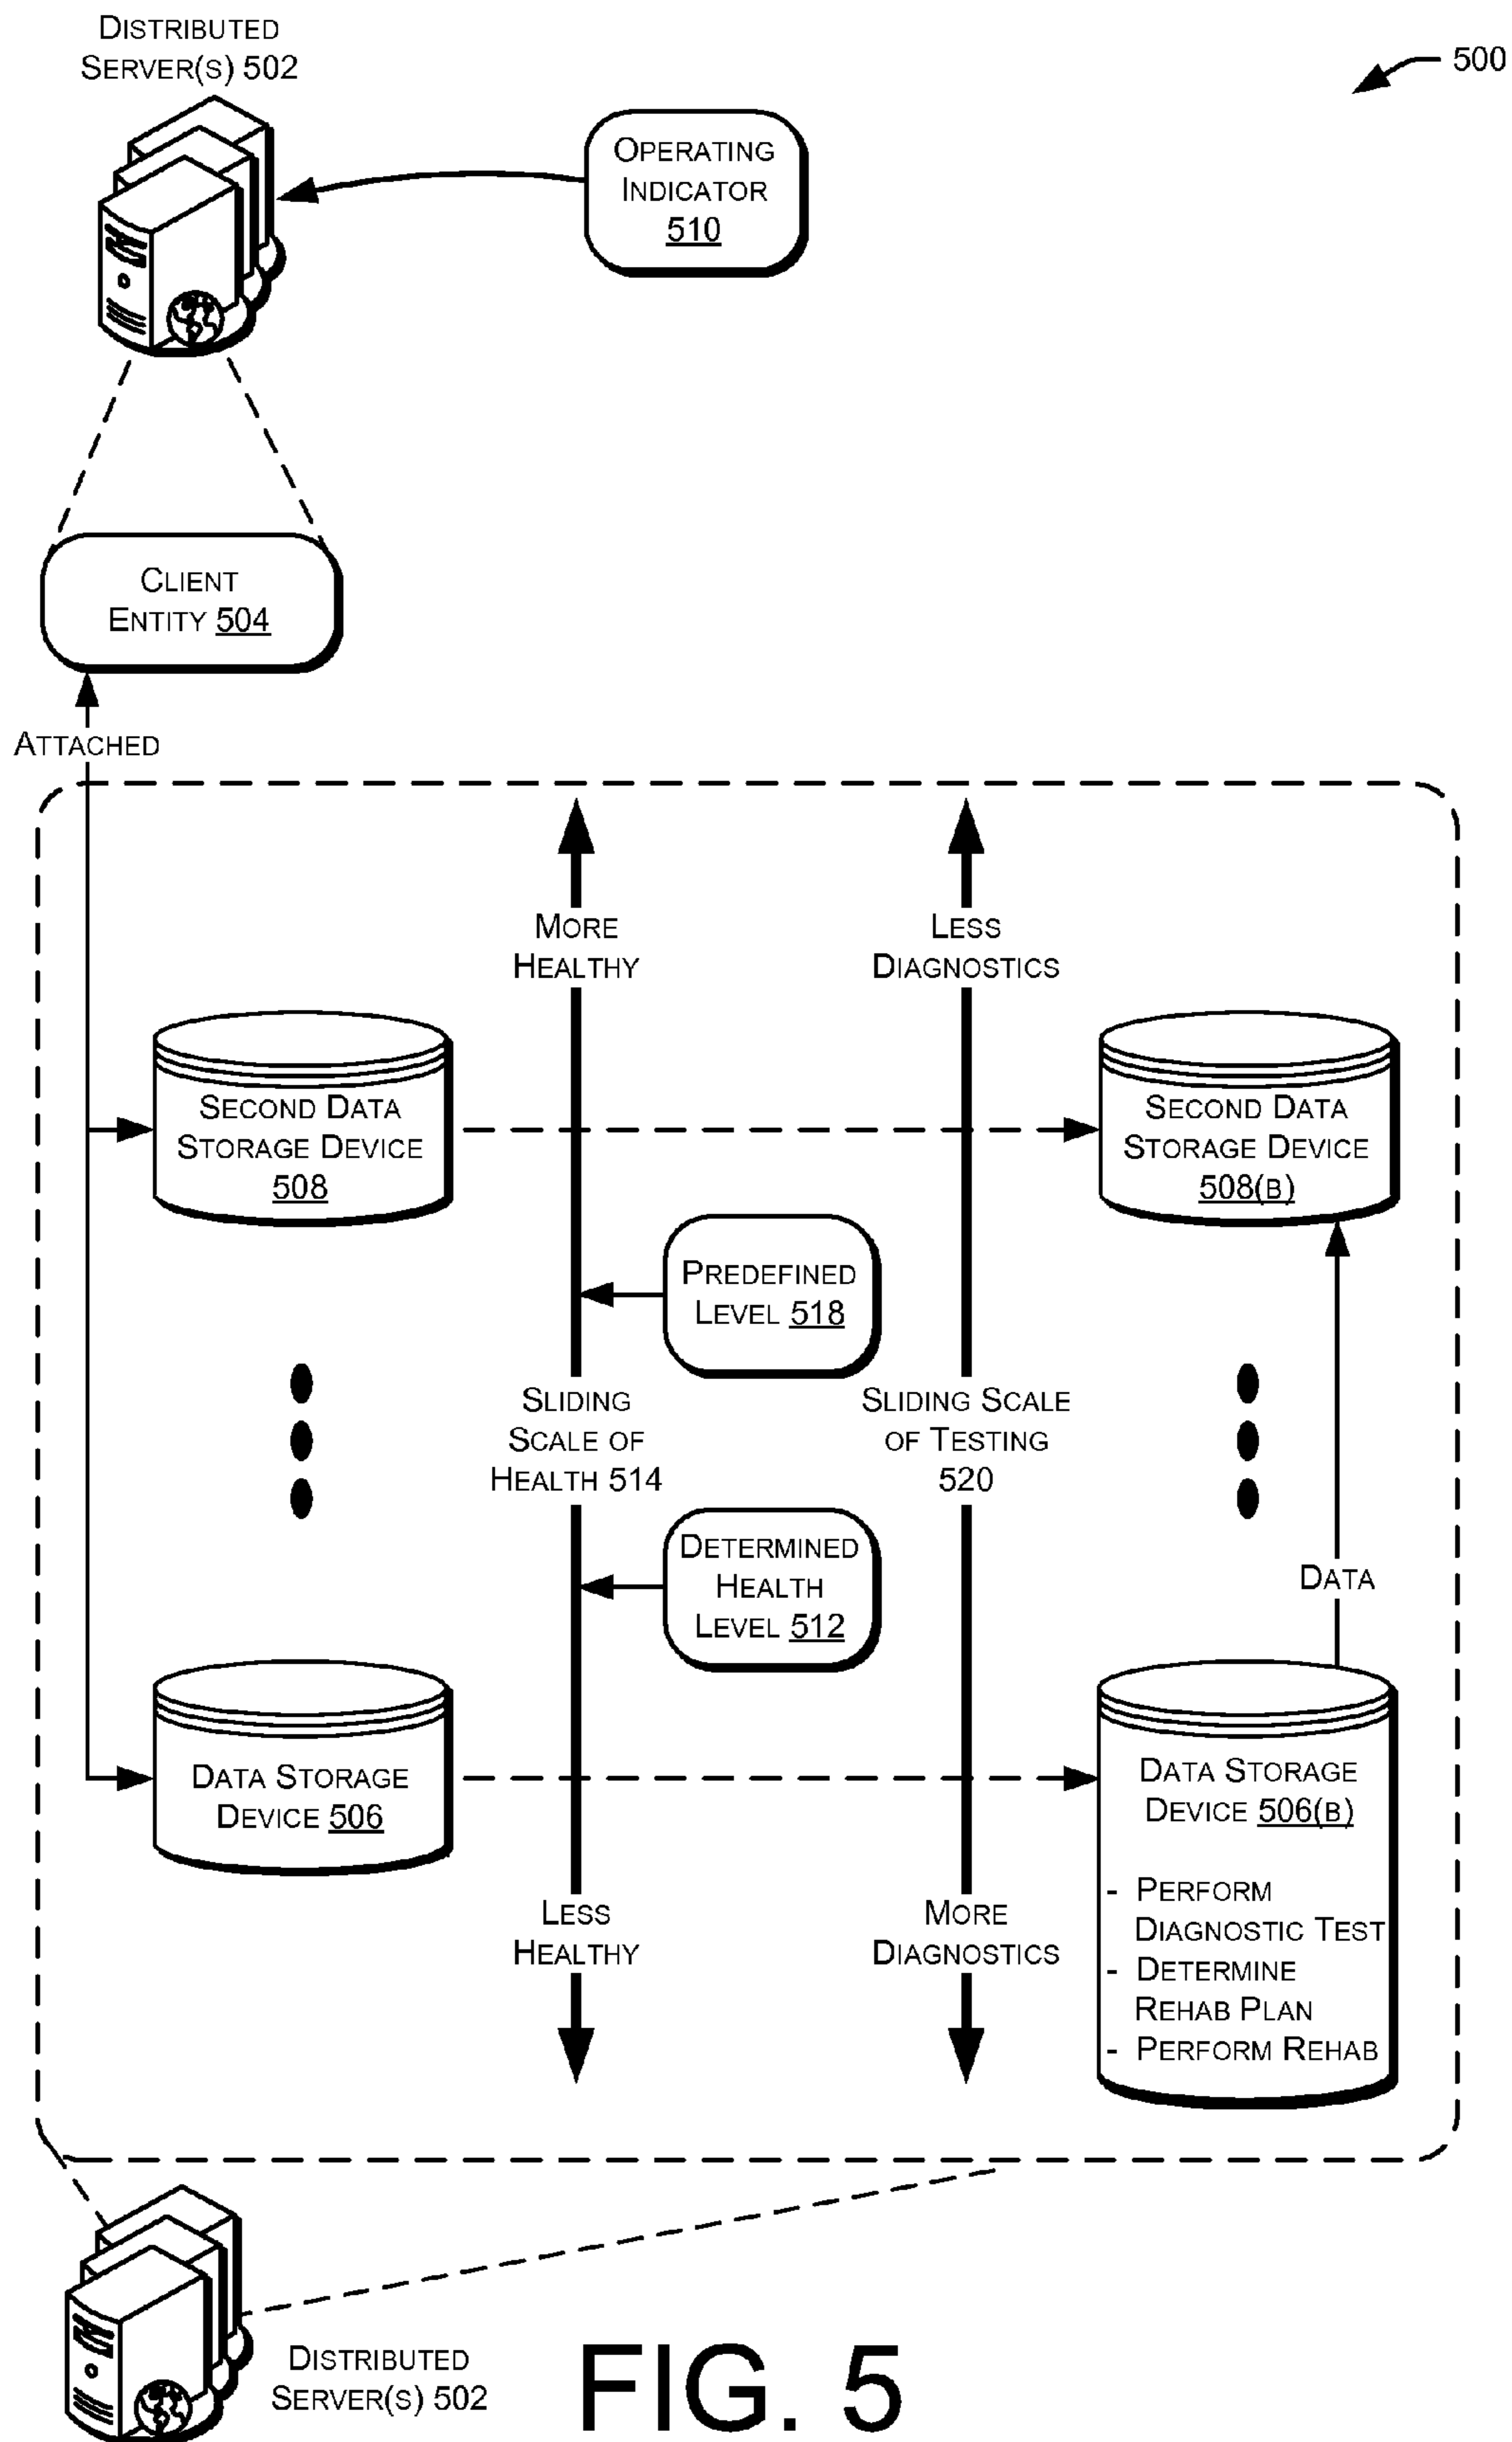 DISTRIBUTED
SERVER(S) 502
500
OPERATING
INDICATOR
510
CLIENT
ENTITY 504
ATTACHED
MORE
HEALTHY
LESS
DIAGNOSTICS
SECOND DATA
STORAGE DEVICE
508
SECOND DATA
STORAGE DEVICE
508(B)
PREDEFINED
LEVEL 518
SLIDING
SCALE OF
HEALTH 514
SLIDING SCALE
OF TESTING
520
DETERMINED
HEALTH
LEVEL 512
DATA
DATA STORAGE
DEVICE 506
DATA STORAGE
DEVICE 506(B)
- PERFORM
DIAGNOSTIC TEST
- DETERMINE
REHAB PLAN
- PERFORM REHAB
LESS
HEALTHY
MORE
DIAGNOSTICS
DISTRIBUTED
SERVER(S) 502
FIG. 5